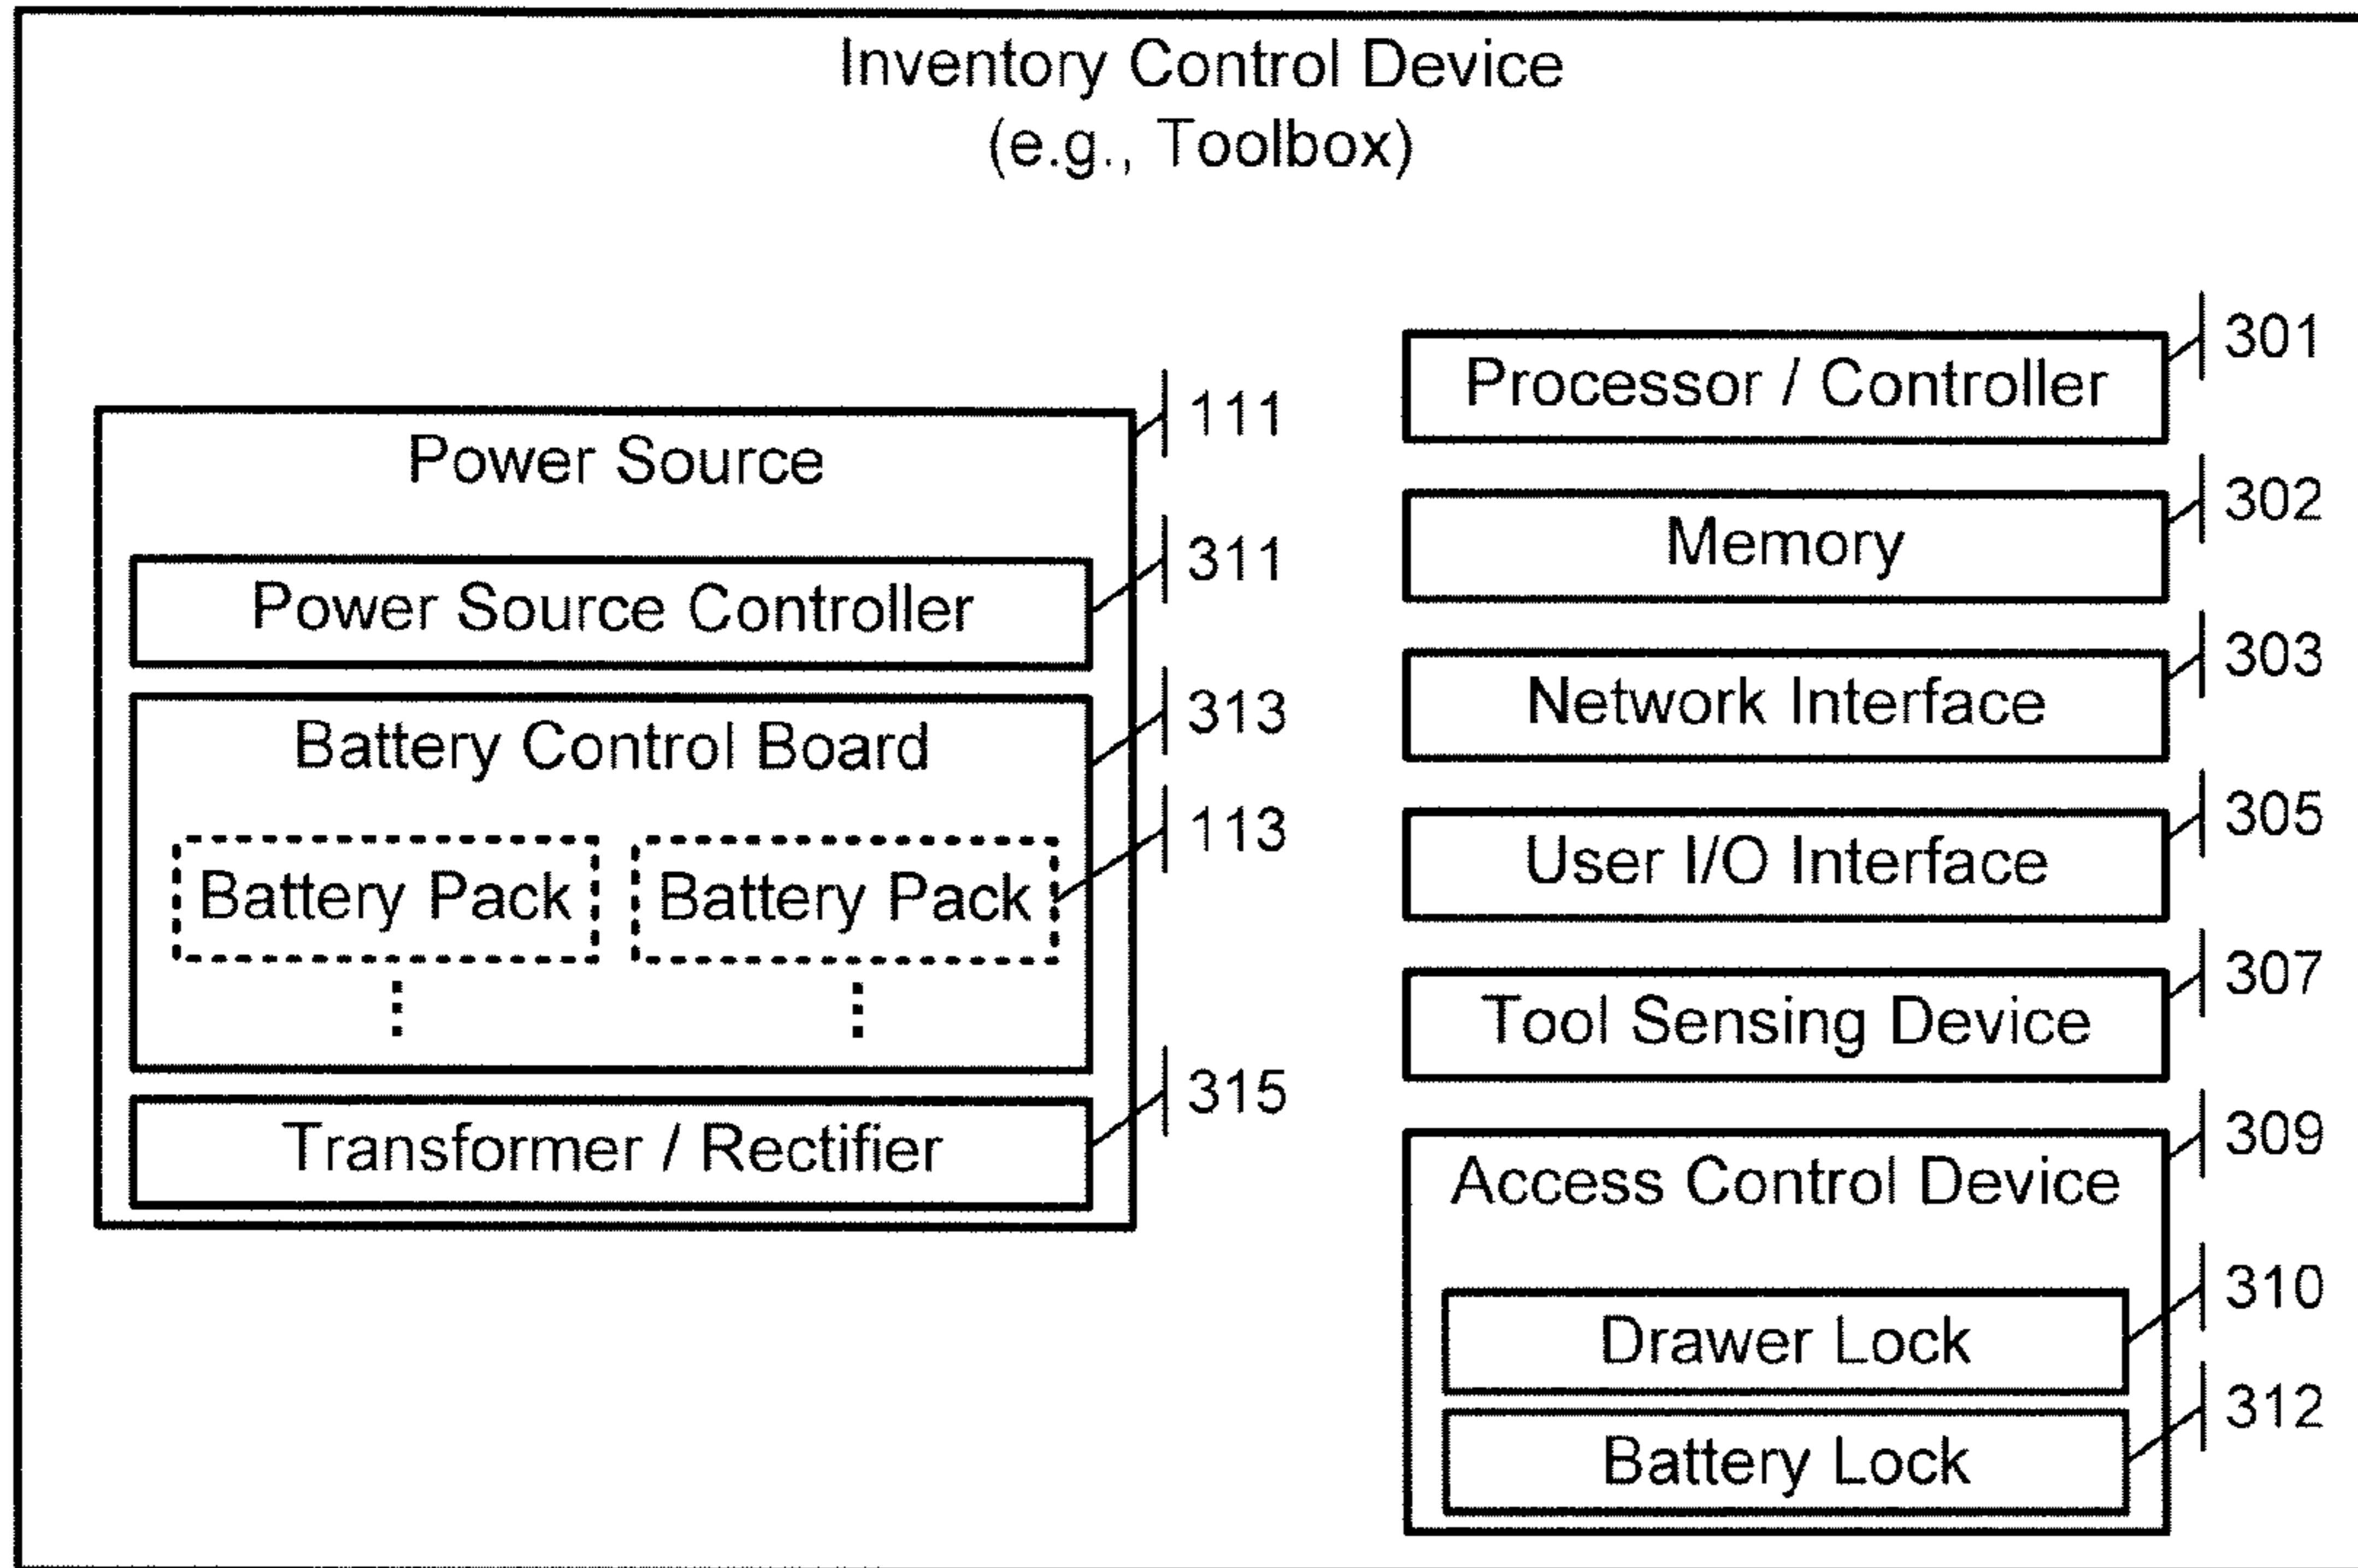 Inventory Control Device
(e.g., Toolbox)
111
Power Source
311
Power Source Controller
313
Battery Control Board
113
Battery Pack
Battery Pack
315
Transformer / Rectifier
301
Processor / Controller
302
Memory
303
Network Interface
305
User I/O Interface
307
Tool Sensing Device
309
Access Control Device
310
Drawer Lock
312
Battery Lock